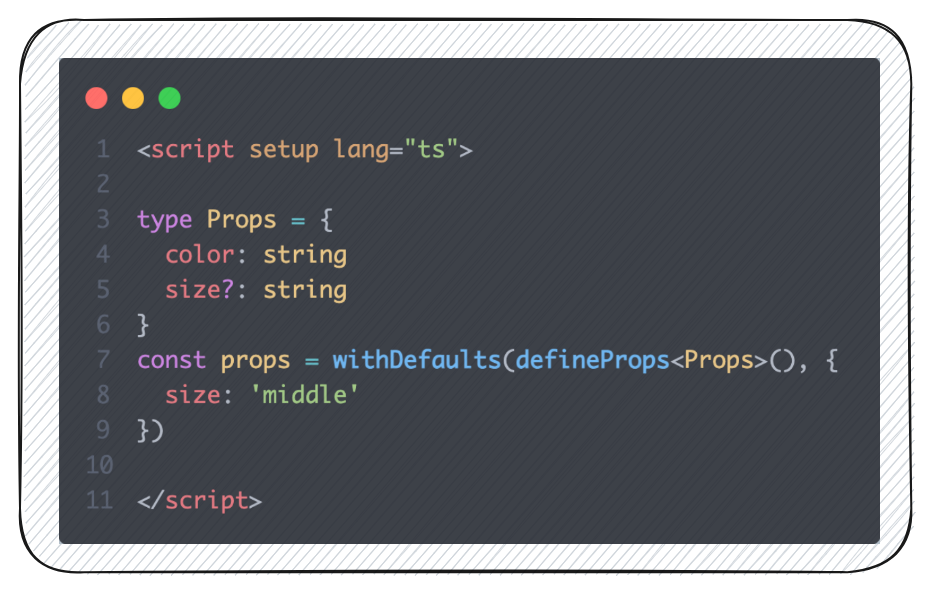 1 <script setup lang="ts">
2
3 type Props = {
4   color: string
5   size?: string
6 }
7 const props = withDefaults(defineProps<Props>(), {
8   size: 'middle'
9 })
10
11 </script>